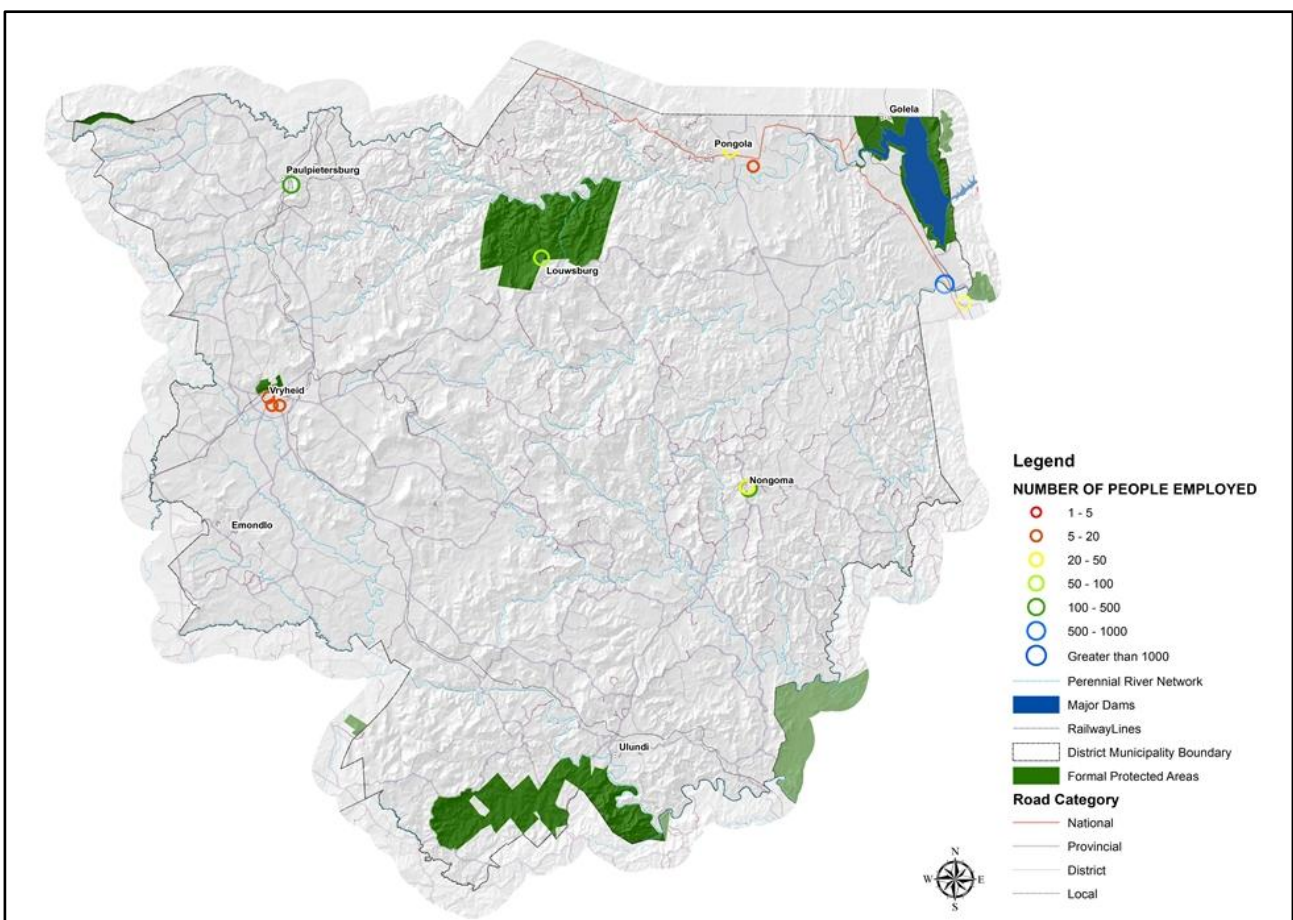 Golela
Pongola
Paulpietersburg
Louwsburg
Vryheid
Nongoma
Emondlo
Ulundi
Legend
NUMBER OF PEOPLE EMPLOYED
1 - 5
5 - 20
20 - 50
50 - 100
100 - 500
500 - 1000
Greater than 1000
Perennial River Network
Major Dams
RailwayLines
District Municipality Boundary
Formal Protected Areas
Road Category
National
Provincial
District
Local
N
W E
S